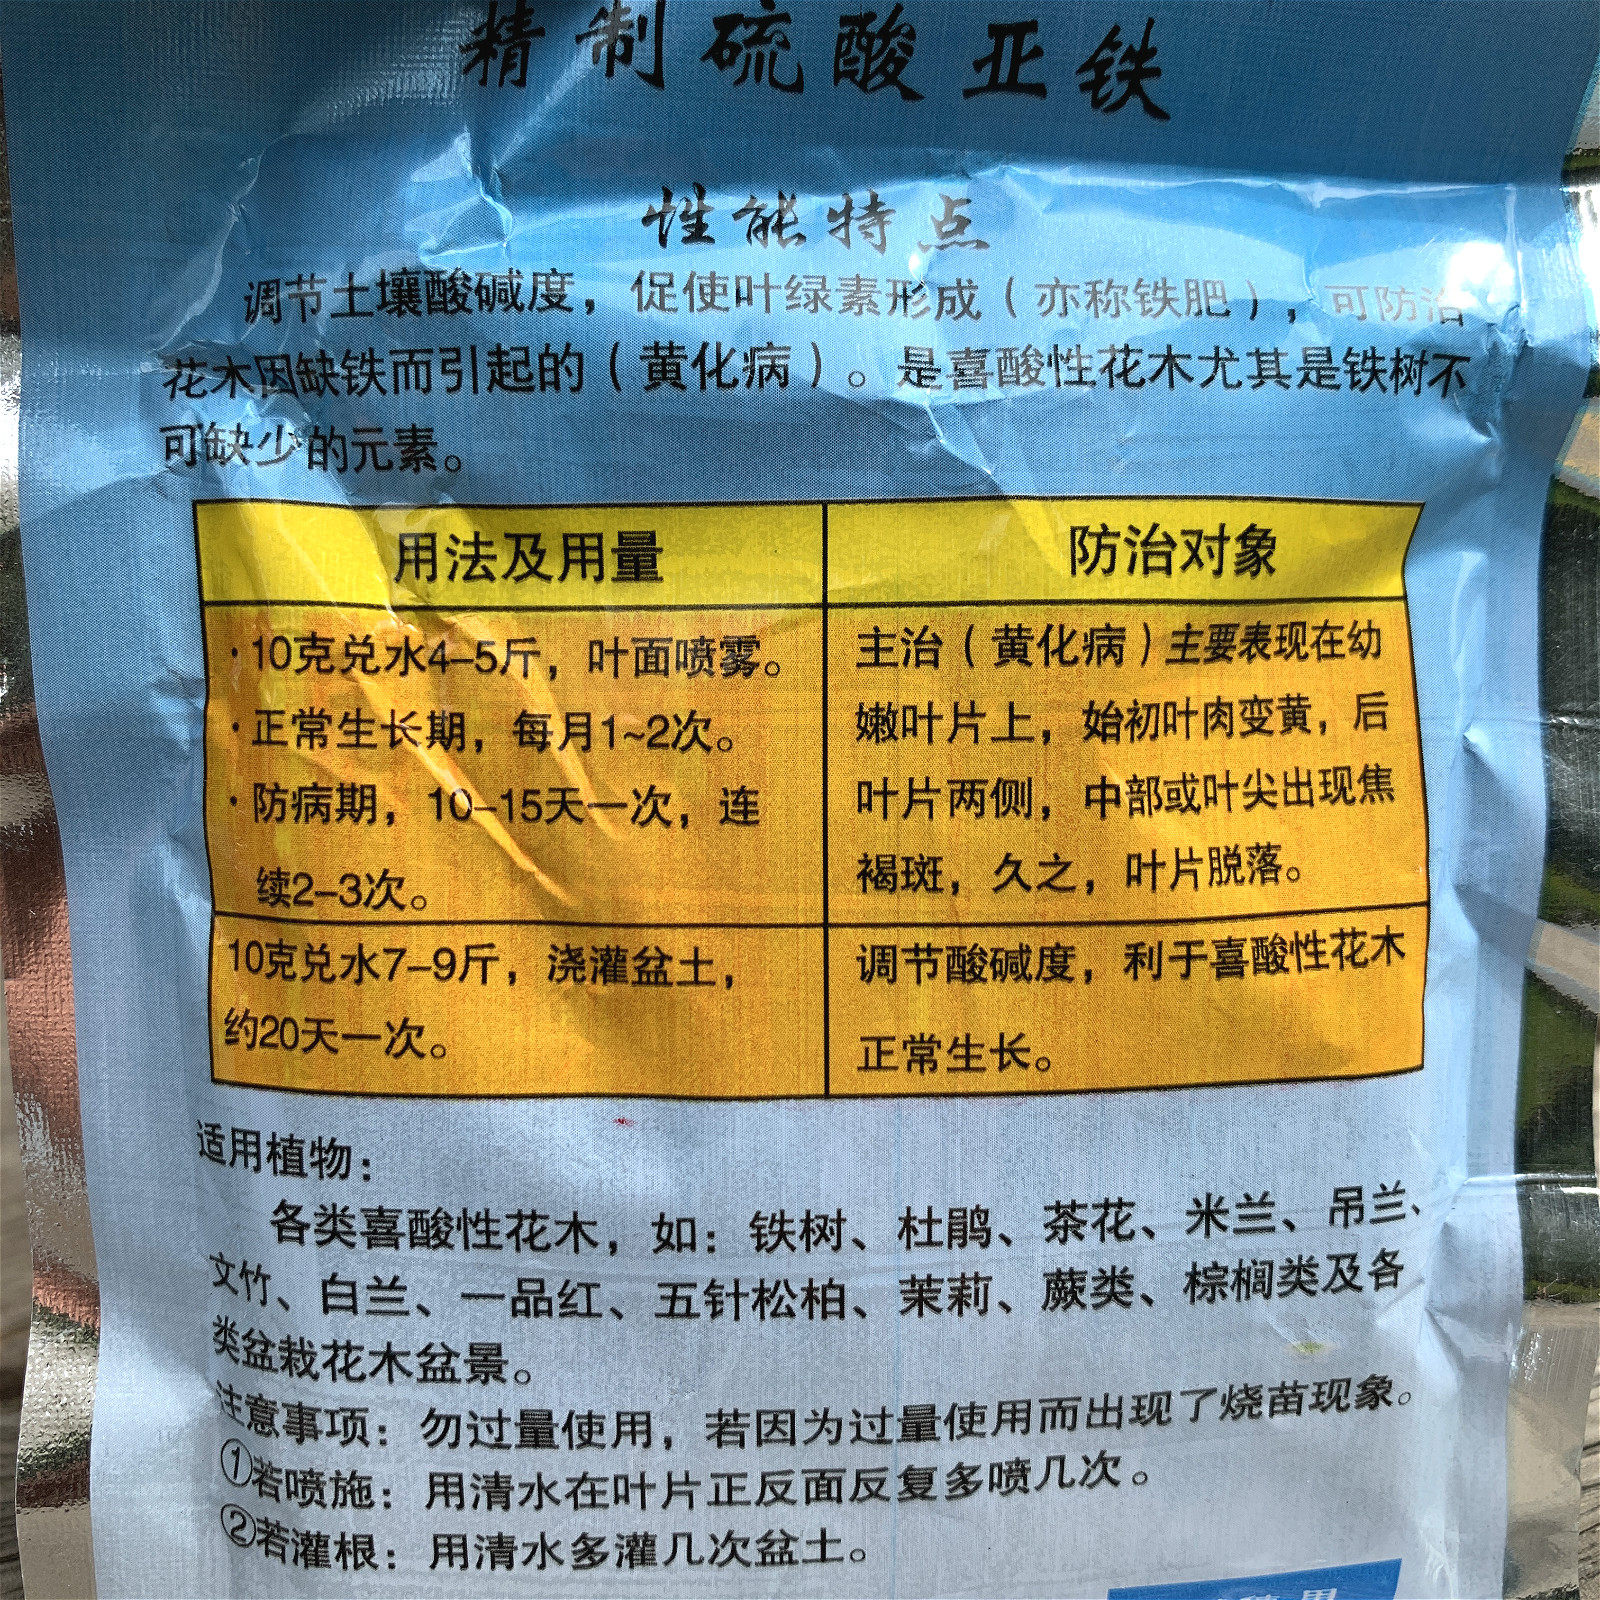 精制硫酸亚铁
性能特点
调节土壤酸碱度，促使叶绿素形成（亦称铁肥），可防治
花木因缺铁而引起的（黄化病）。是喜酸性花木尤其是铁树不
可缺少的元素。
用法及用量
防治对象
·10克兑水4-5斤，叶面喷雾。
·正常生长期，每月1~2次。
·防病期，10-15天一次，连
续2-3次。
主治（黄化病）主要表现在幼
嫩叶片上，始初叶肉变黄，后
叶片两侧，中部或叶尖出现焦
褐斑，久之，叶片脱落。
10克兑水7-9斤，浇灌盆土，
约20天一次。
调节酸碱度，利于喜酸性花木
正常生长。
适用植物：
各类喜酸性花木，如：铁树、杜鹃、茶花、米兰、吊兰、
文竹、白兰、一品红、五针松柏、茉莉、蕨类、棕榈类及各
类盆栽花木盆景。
注意事项：勿过量使用，若因为过量使用而出现了烧苗现象。
①若喷施：用清水在叶片正反面反复多喷几次。
②若灌根：用清水多灌几次盆土。